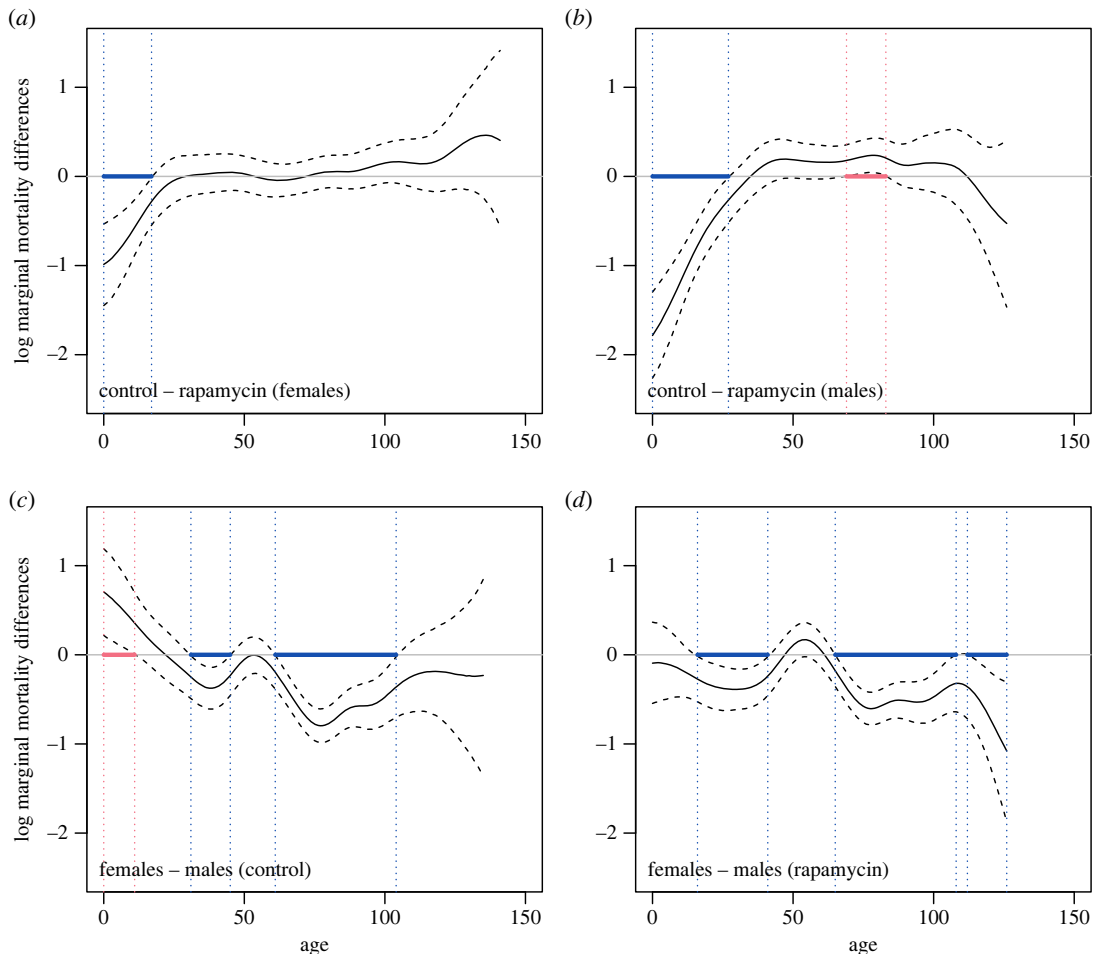 (a)
(b)
log marginal mortality differences
1
0
−1
−2
control – rapamycin (females)
0
50
100
150
1
0
−1
−2
control – rapamycin (males)
0
50
100
150
(c)
(d)
log marginal mortality differences
1
0
−1
−2
females – males (control)
0
50
100
150
age
1
0
−1
−2
females – males (rapamycin)
0
50
100
150
age